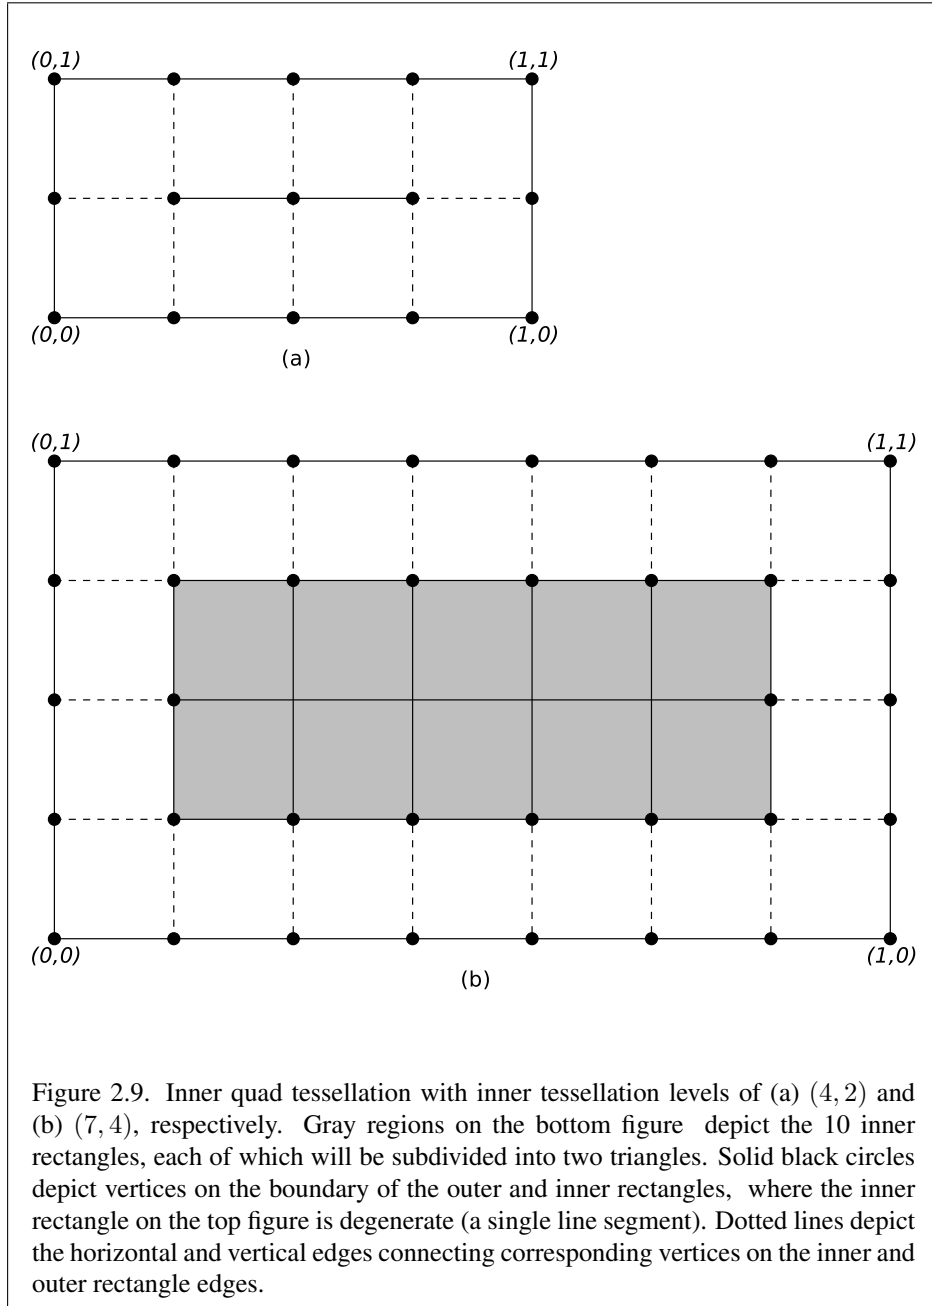 (0,1) (1,1)
(0,0) (1,0)
(a)
(0,1) (1,1)
(0,0) (1,0)
(b)
Figure 2.9. Inner quad tessellation with inner tessellation levels of (a) (4, 2) and
(b) (7, 4), respectively. Gray regions on the bottom figure depict the 10 inner
rectangles, each of which will be subdivided into two triangles. Solid black circles
depict vertices on the boundary of the outer and inner rectangles, where the inner
rectangle on the top figure is degenerate (a single line segment). Dotted lines depict
the horizontal and vertical edges connecting corresponding vertices on the inner and
outer rectangle edges.